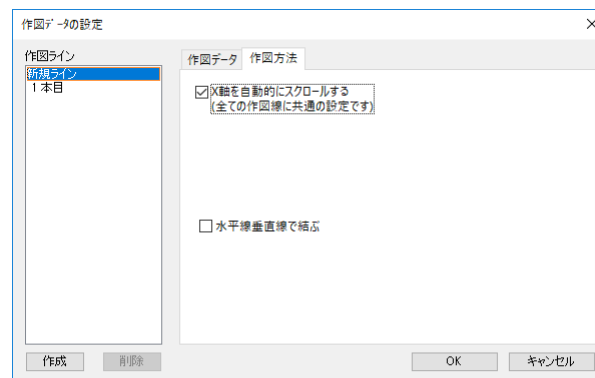 作図ﾃﾞｰﾀの設定
作図ライン
新規ライン
1本目
作図データ
作図方法
X軸を自動的にスクロールする
(全ての作図線に共通の設定です)
水平線垂直線で結ぶ
作成
削除
OK
キャンセル